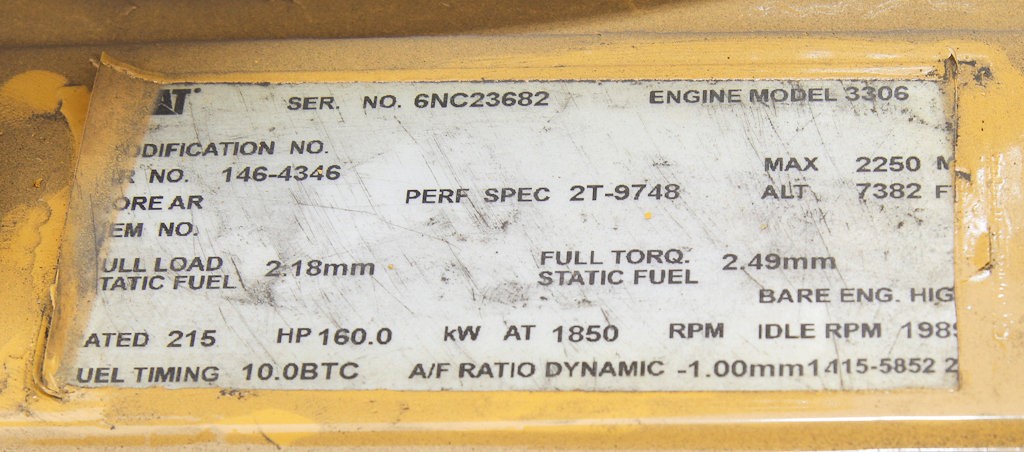 AT SER. NO. 6NC23682 ENGINE MODEL 3306
ODIFICATION NO.
R NO. 146-4346 MAX 2250 M
ORE AR PERF SPEC 2T-9748 ALT 7382 F
EM NO.
ULL LOAD 2.18mm FULL TORQ. 2.49mm
TATIC FUEL STATIC FUEL
BARE ENG. HIG
ATED 215 HP 160.0 kW AT 1850 RPM IDLE RPM 198
UEL TIMING 10.0BTC A/F RATIO DYNAMIC -1.00mm1415-5852 2